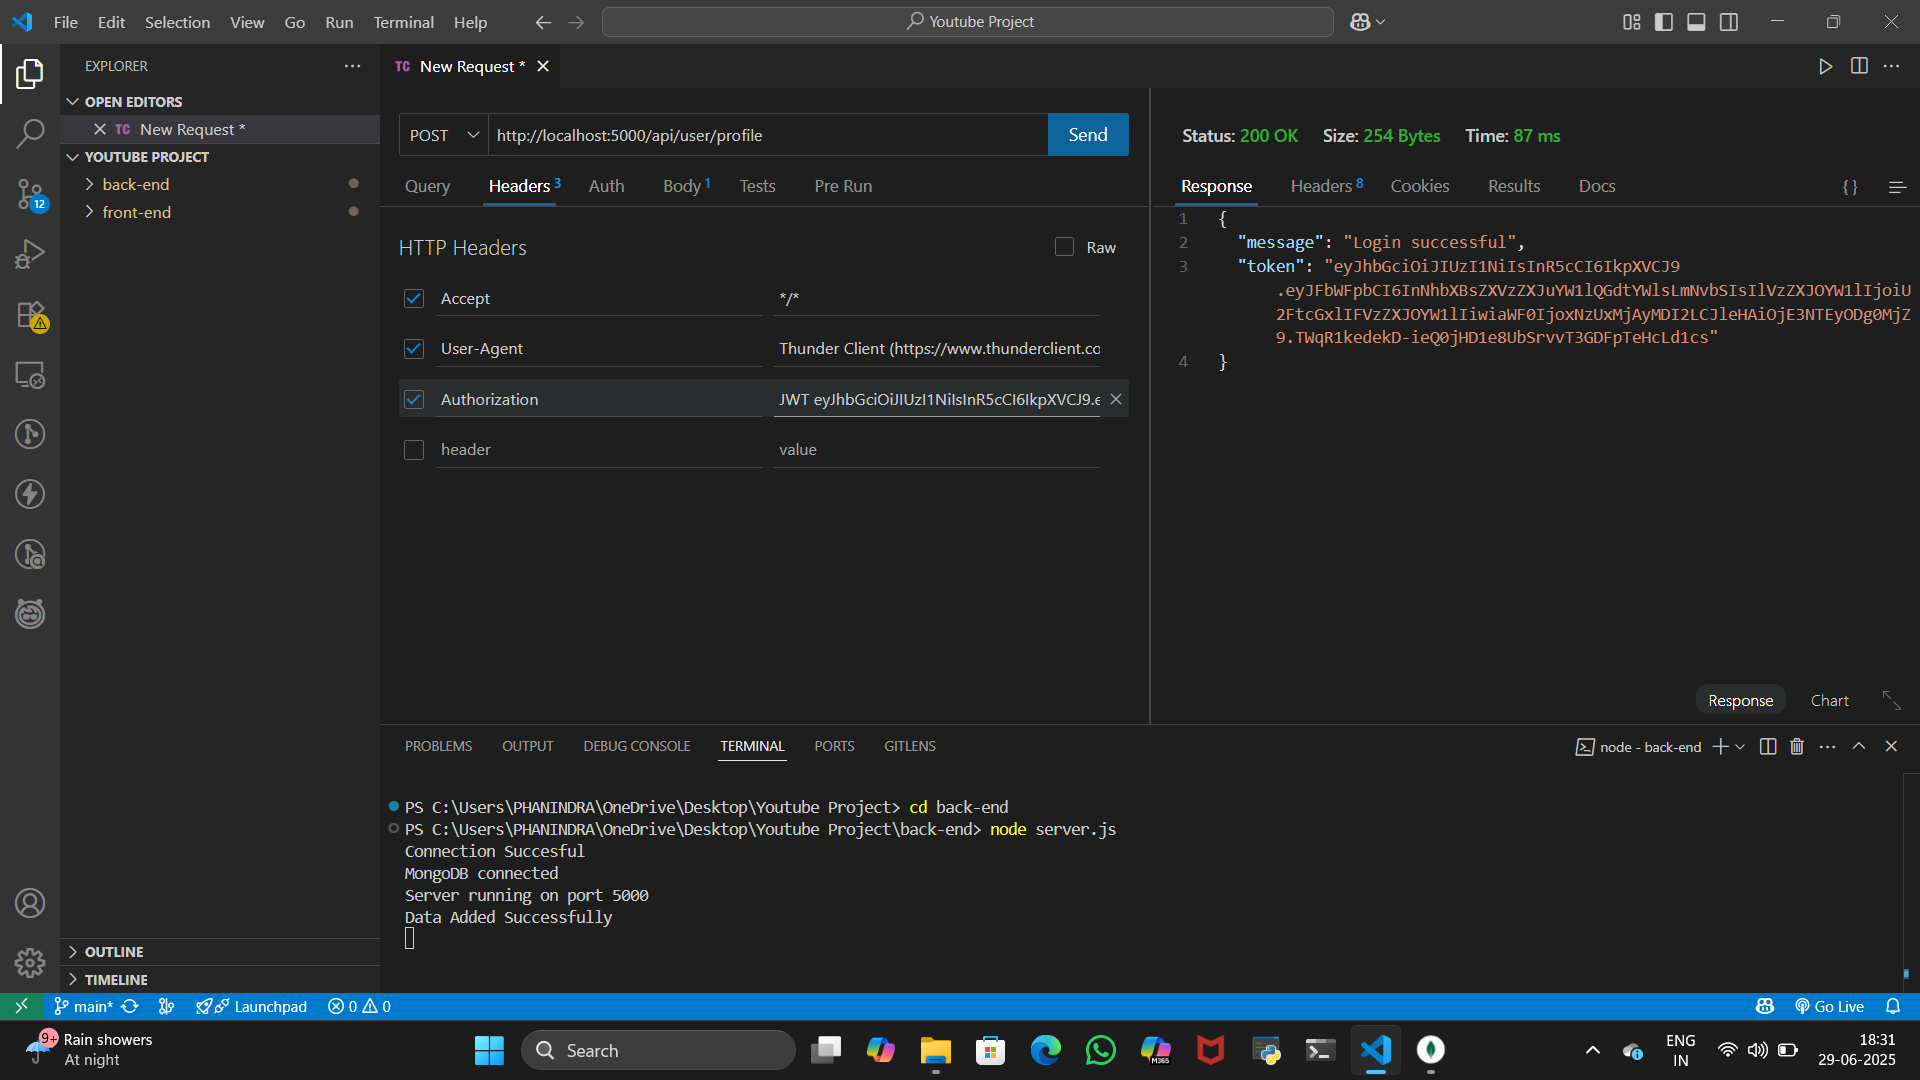 File Edit Selection View Go Run Terminal Help
Youtube Project
EXPLORER
OPEN EDITORS
TC New Request *
YOUTUBE PROJECT
back-end
front-end
12
OUTLINE
TIMELINE
TC New Request *
POST http://localhost:5000/api/user/profile Send
Query Headers 3 Auth Body 1 Tests Pre Run
HTTP Headers Raw
Accept */*
User-Agent Thunder Client (https://www.thunderclient.co
Authorization JWT eyJhbGciOiJIUzI1NiIsInR5cCI6IkpXVCJ9.e
header value
Status: 200 OK Size: 254 Bytes Time: 87 ms
Response Headers 8 Cookies Results Docs { }
1 {
2 "message": "Login successful",
3 "token": "eyJhbGciOiJIUzI1NiIsInR5cCI6IkpXVCJ9
.eyJFbWFpbCI6InNhbXBsZXVzZXJuYW1lQGdtYWlsLmNvbSIsIlVzZXJOYW1lIjoiU
2FtcGxlIFVzZXJOYW1lIiwiaWF0IjoxNzUxMjAyMDI2LCJleHAiOjE3NTEyODg0MjZ
9.TWqR1kedekD-ieQ0jHD1e8UbSrvvT3GDFpTeHcLd1cs"
4 }
Response Chart
PROBLEMS OUTPUT DEBUG CONSOLE TERMINAL PORTS GITLENS
node - back-end
PS C:\Users\PHANINDRA\OneDrive\Desktop\Youtube Project> cd back-end
PS C:\Users\PHANINDRA\OneDrive\Desktop\Youtube Project\back-end> node server.js
Connection Succesful
MongoDB connected
Server running on port 5000
Data Added Successfully
main* Launchpad 0 0 Go Live
9+ Rain showers
At night
Search
M365
ENG
IN
18:31
29-06-2025